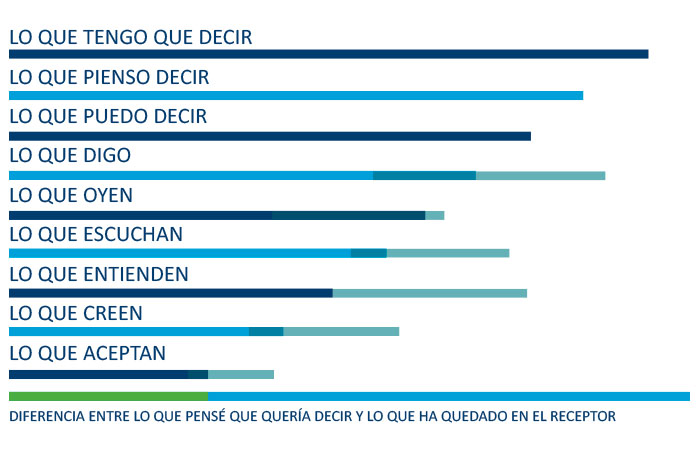 LO QUE TENGO QUE DECIR
LO QUE PIENSO DECIR
LO QUE PUEDO DECIR
LO QUE DIGO
LO QUE OYEN
LO QUE ESCUCHAN
LO QUE ENTIENDEN
LO QUE CREEN
LO QUE ACEPTAN
DIFERENCIA ENTRE LO QUE PENSÉ QUE QUERÍA DECIR Y LO QUE HA QUEDADO EN EL RECEPTOR